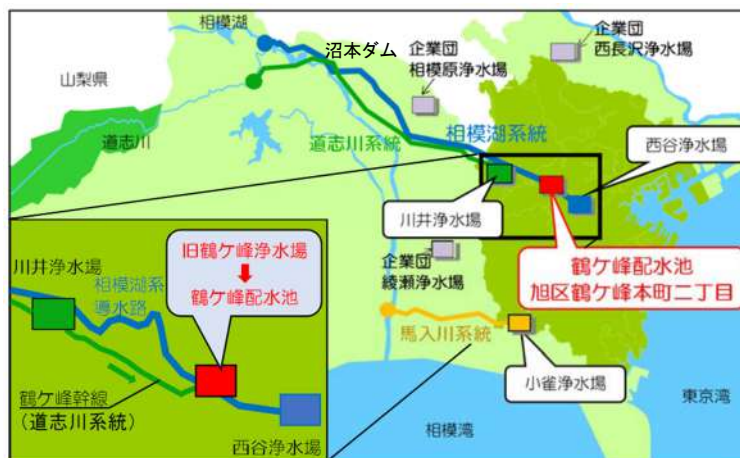 相模湖
沼本ダム
企業団
相模原浄水場
企業団
西長沢浄水場
山梨県
道志川
道志川系統
相模湖系統
西谷浄水場
川井浄水場
鶴ケ峰配水池
旭区鶴ケ峰本町二丁目
企業団
綾瀬浄水場
馬入川系統
小雀浄水場
東京湾
相模湾
川井浄水場
相模湖系
導水路
旧鶴ケ峰浄水場
鶴ケ峰配水池
鶴ケ峰幹線
(道志川系統)
西谷浄水場